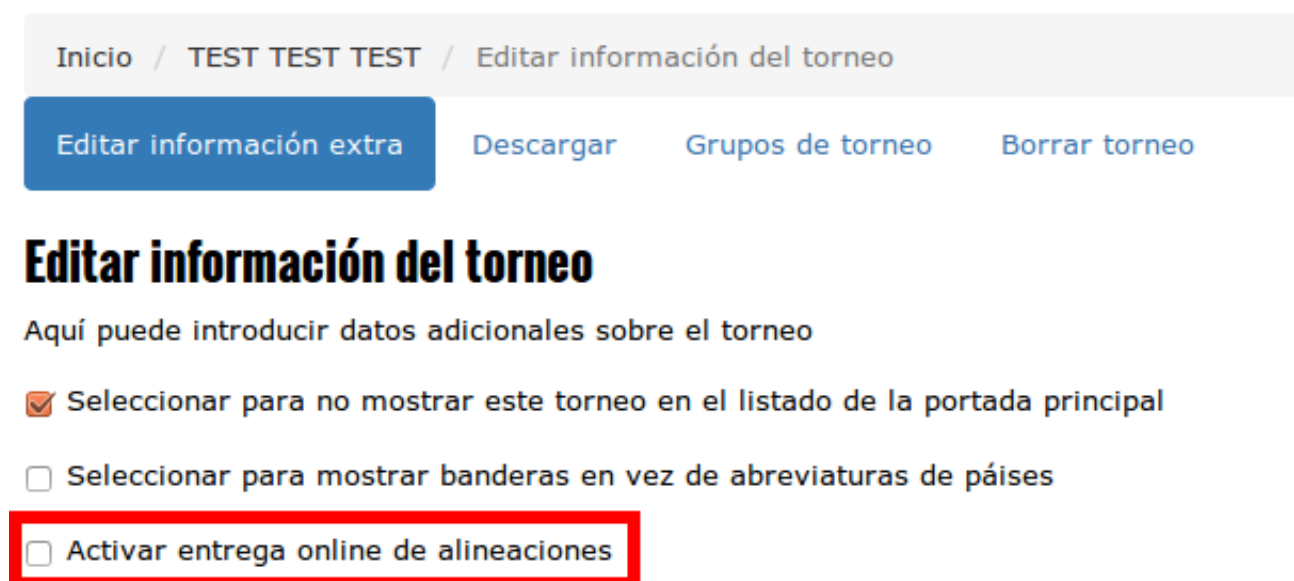 Inicio / TEST TEST TEST / Editar información del torneo
Editar información extra Descargar Grupos de torneo Borrar torneo
Editar información del torneo
Aquí puede introducir datos adicionales sobre el torneo
Seleccionar para no mostrar este torneo en el listado de la portada principal
Seleccionar para mostrar banderas en vez de abreviaturas de páises
Activar entrega online de alineaciones